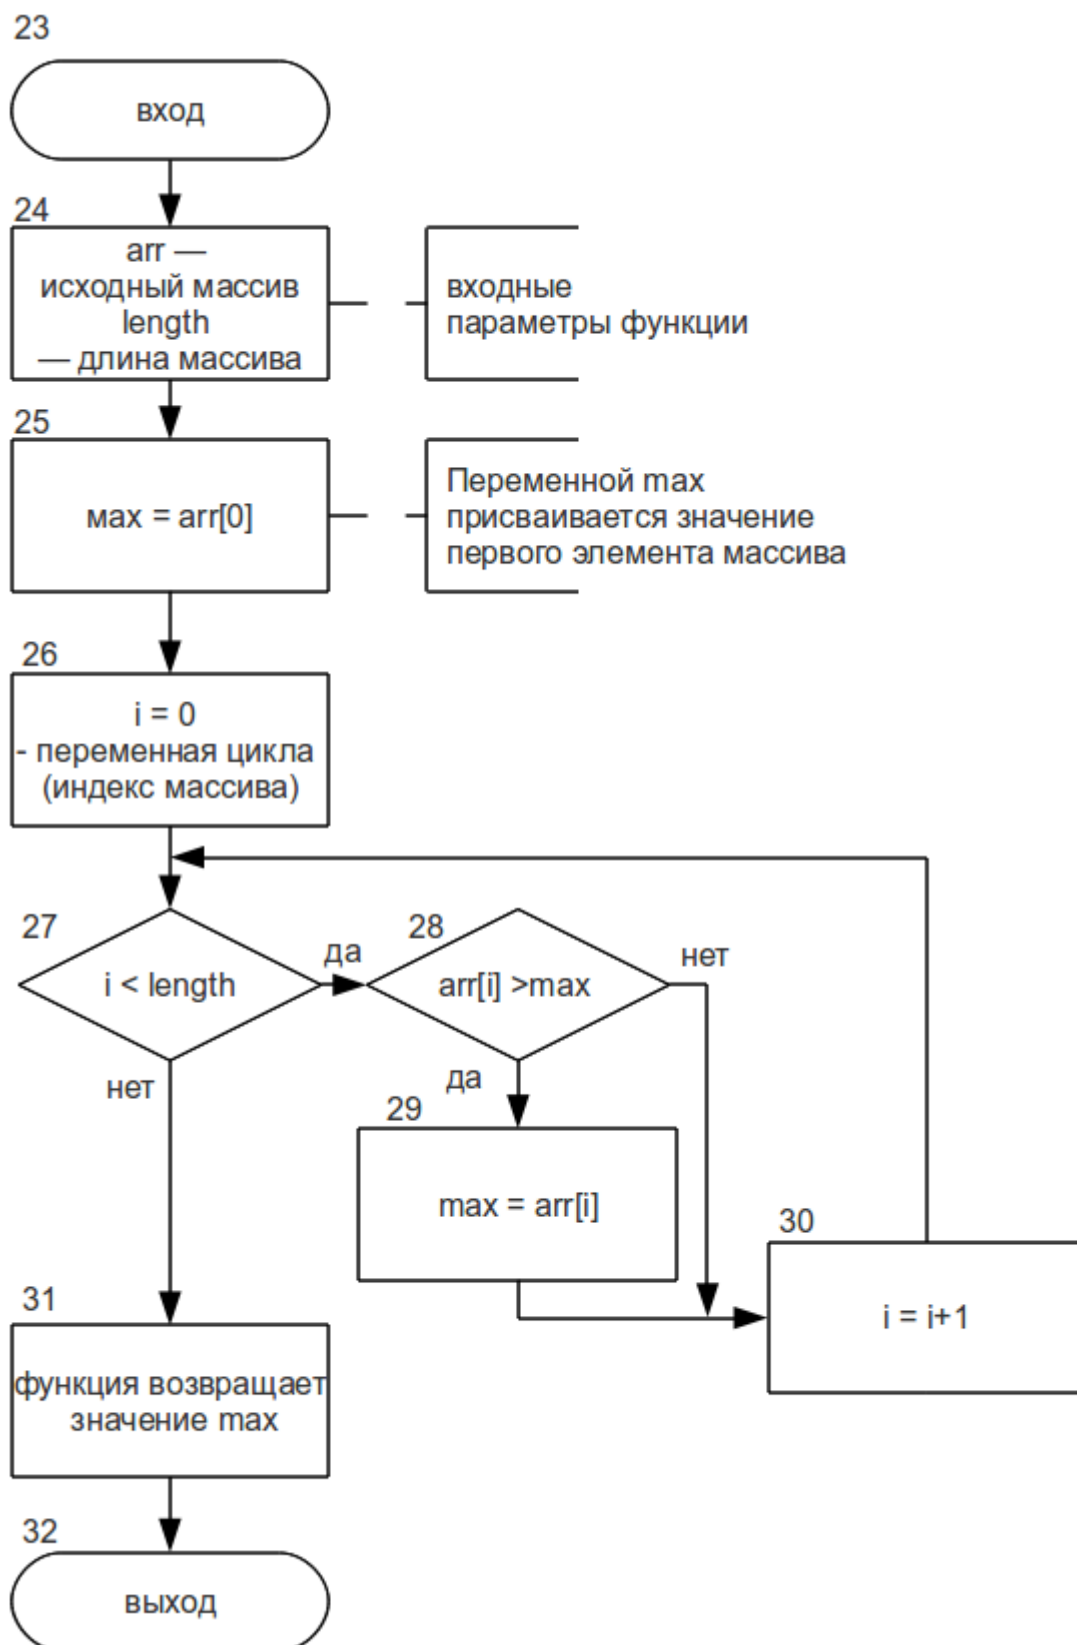 23
вход
24
arr —
исходный массив
length
— длина массива
входные
параметры функции
25
max = arr[0]
Переменной max
присваивается значение
первого элемента массива
26
i = 0
- переменная цикла
(индекс массива)
27
i < length
да
нет
28
arr[i] >max
нет
да
29
max = arr[i]
30
i = i+1
31
функция возвращает
значение max
32
выход